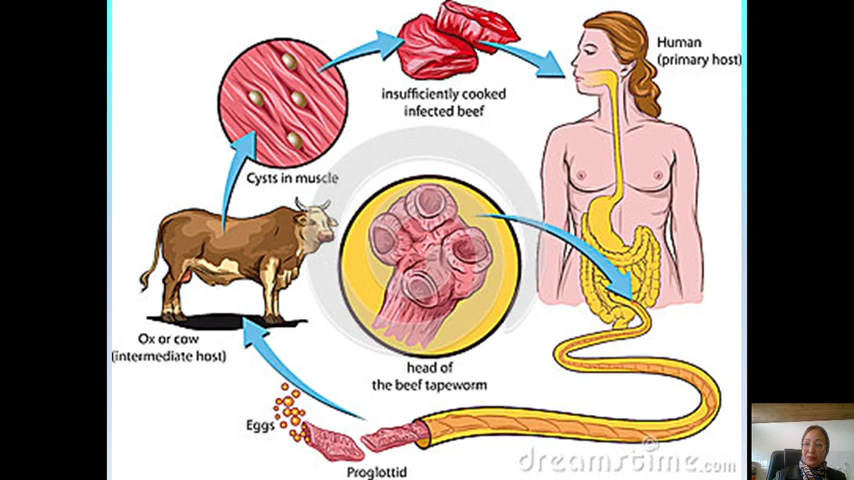 insufficiently cooked
infected beef
Human
(primary host)
Cysts in muscle
Ox or cow
(intermediate host)
head of
the beef tapeworm
Eggs
Proglottid
dreamstime.com